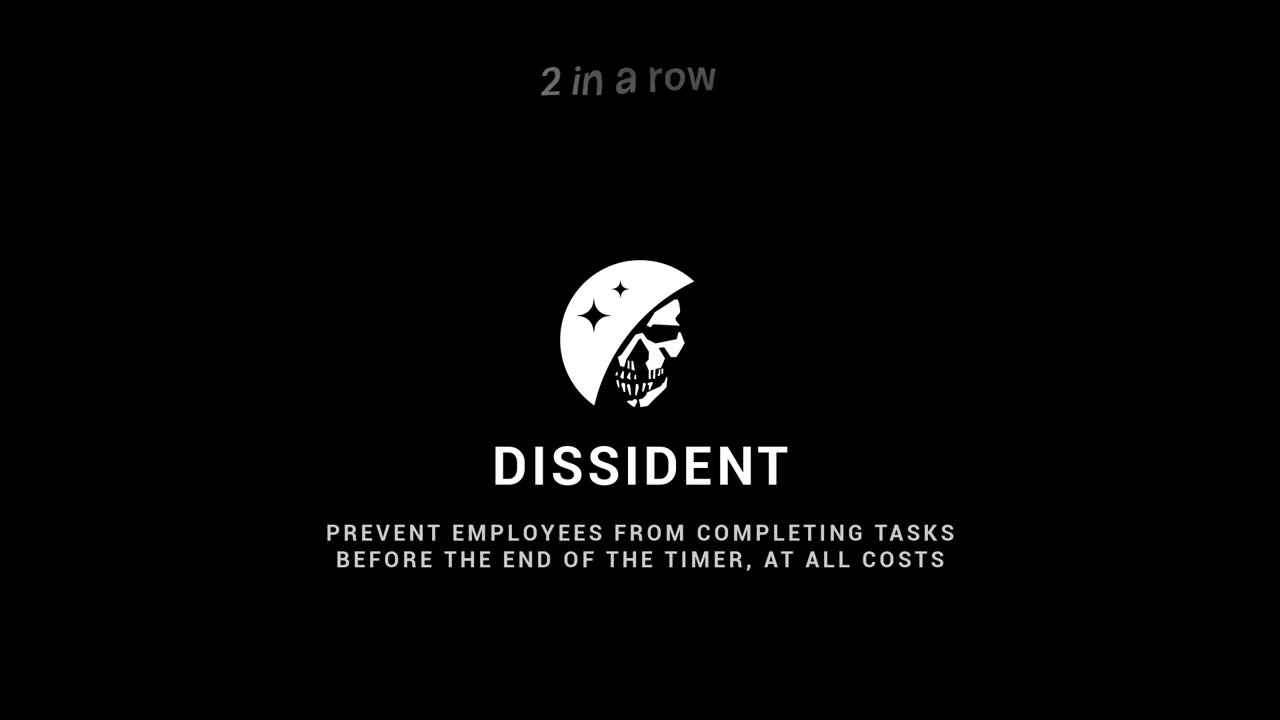 2 in a row
DISSIDENT
PREVENT EMPLOYEES FROM COMPLETING TASKS
BEFORE THE END OF THE TIMER, AT ALL COSTS